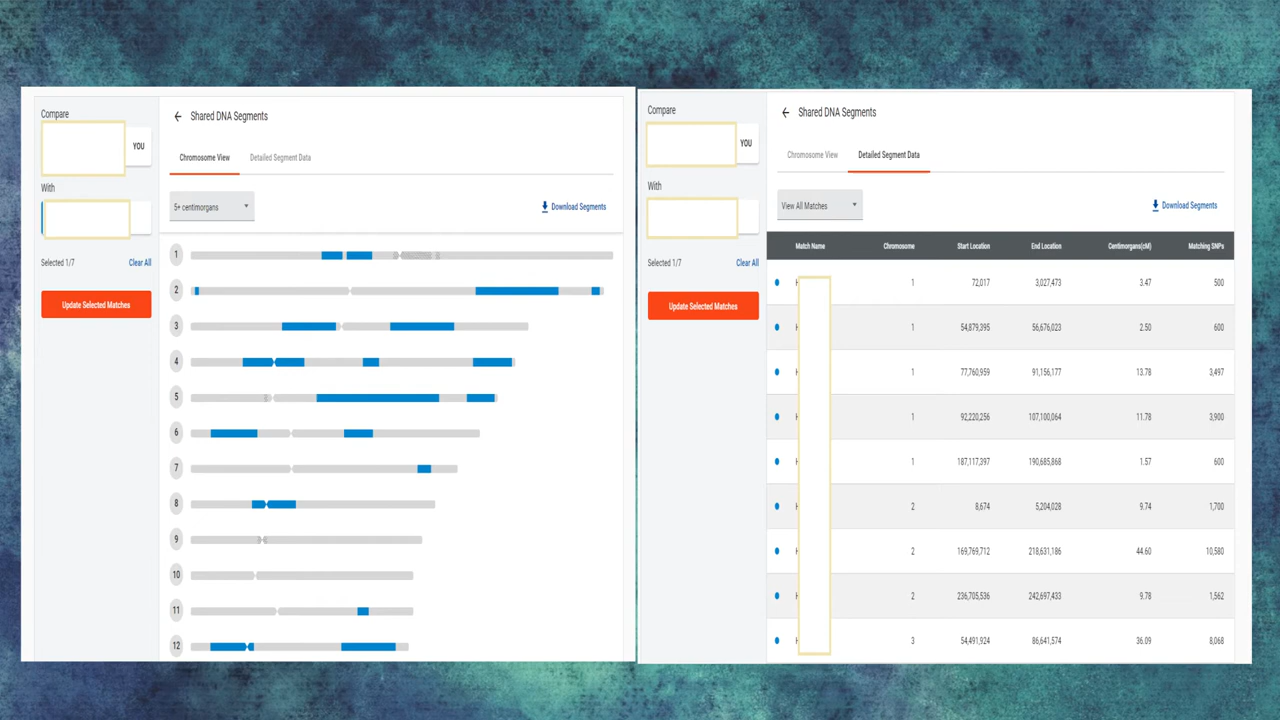 Compare
YOU
With
Selected 1/7
Clear All
Update Selected Matches
← Shared DNA Segments
Chromosome View
Detailed Segment Data
5+ centimorgans
Download Segments
1
2
3
4
5
6
7
8
9
10
11
12
Compare
YOU
With
Selected 1/7
Clear All
Update Selected Matches
← Shared DNA Segments
Chromosome View
Detailed Segment Data
View All Matches
Download Segments
Match Name Chromosome Start Location End Location Centimorgans(cM) Matching SNPs
1 72,017 3,027,473 3.47 500
1 54,879,395 56,676,023 2.50 600
1 77,760,959 91,156,177 13.78 3,497
1 92,220,256 107,100,064 11.78 3,900
1 187,117,397 190,685,868 1.57 600
2 8,674 5,204,028 9.74 1,700
2 169,769,712 218,631,186 44.60 10,580
2 236,705,536 242,697,433 9.78 1,562
3 54,491,924 86,641,574 36.09 8,068